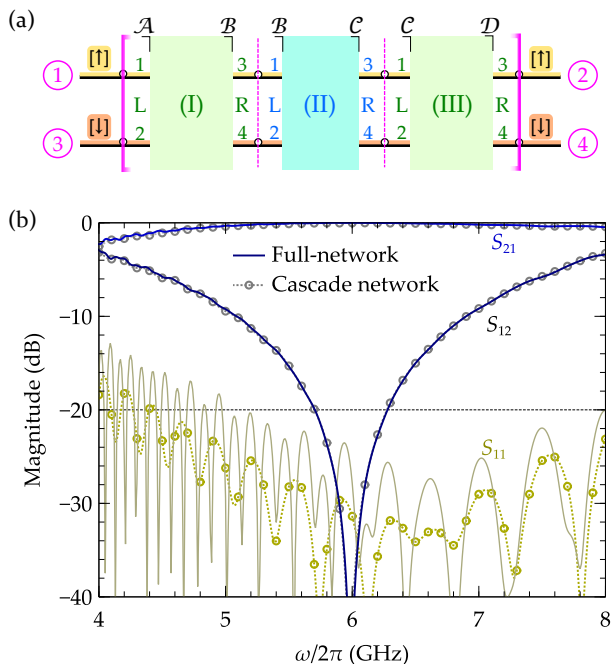 (a)
𝒜 ℬ ℬ 𝒞 𝒞 𝒟
1 [↑] 1 3 1 3 1 3 [↑] 2
L (I) R L (II) R L (III) R
3 [↓] 2 4 2 4 2 4 [↓] 4
(b)
0
−10
−20
−30
−40
Magnitude (dB)
S21
Full-network
Cascade network
S12
S11
4 5 6 7 8
ω/2π (GHz)